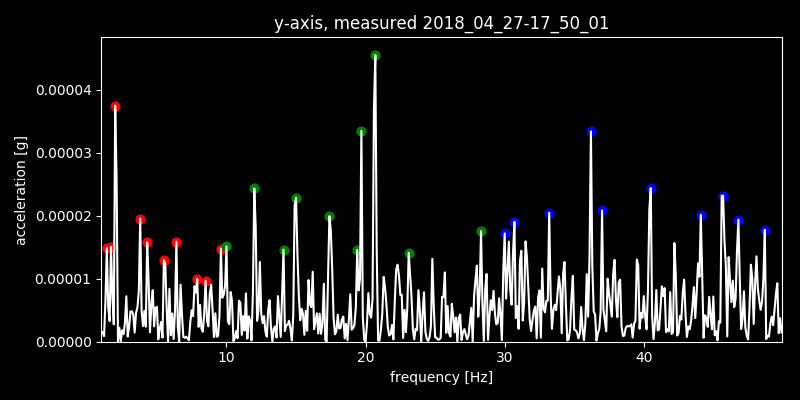 y-axis, measured 2018_04_27-17_50_01
acceleration [g]
0.00004
0.00003
0.00002
0.00001
0.00000
10 20 30 40
frequency [Hz]